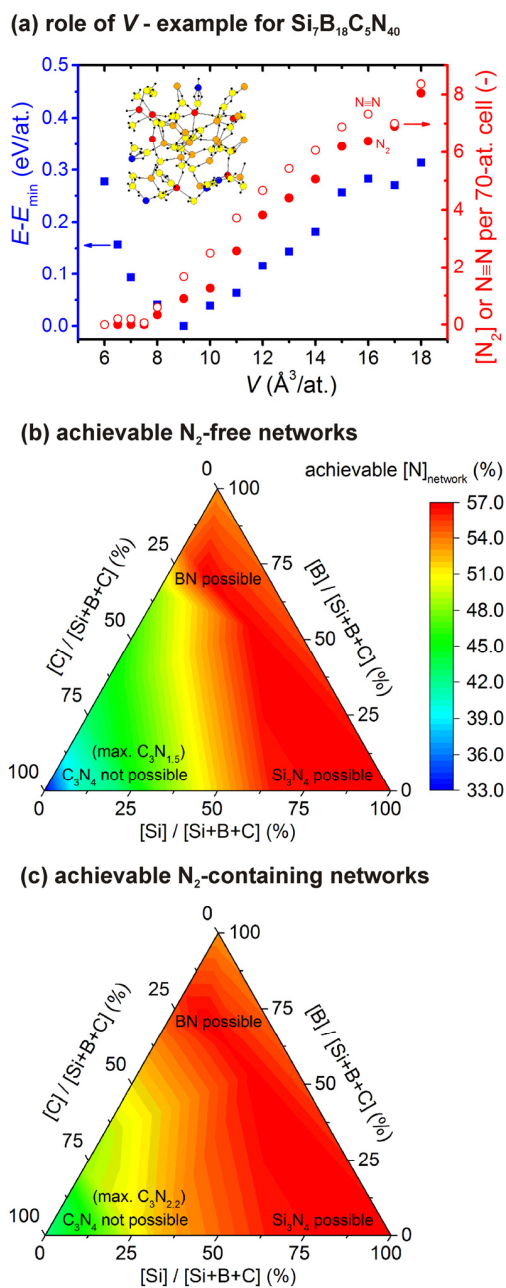 (a) role of V - example for Si₇B₁₈C₅N₄₀
0.5
0.4
0.3
0.2
0.1
0.0
E-Emin (eV/at.)
N≡N
N₂
8
6
4
2
0
[N₂] or N≡N per 70-at. cell (-)
6 8 10 12 14 16 18
V (Å³/at.)
(b) achievable N₂-free networks
achievable [N]network (%)
0
100
25
75
50
50
75
25
100
0
[C] / [Si+B+C] (%)
[B] / [Si+B+C] (%)
BN possible
(max. C₃N₁.₅)
C₃N₄ not possible
Si₃N₄ possible
0 25 50 75 100
[Si] / [Si+B+C] (%)
57.0
54.0
51.0
48.0
45.0
42.0
39.0
36.0
33.0
(c) achievable N₂-containing networks
0
100
25
75
50
50
75
25
100
0
[C] / [Si+B+C] (%)
[B] / [Si+B+C] (%)
BN possible
(max. C₃N₂.₂)
C₃N₄ not possible
Si₃N₄ possible
0 25 50 75 100
[Si] / [Si+B+C] (%)